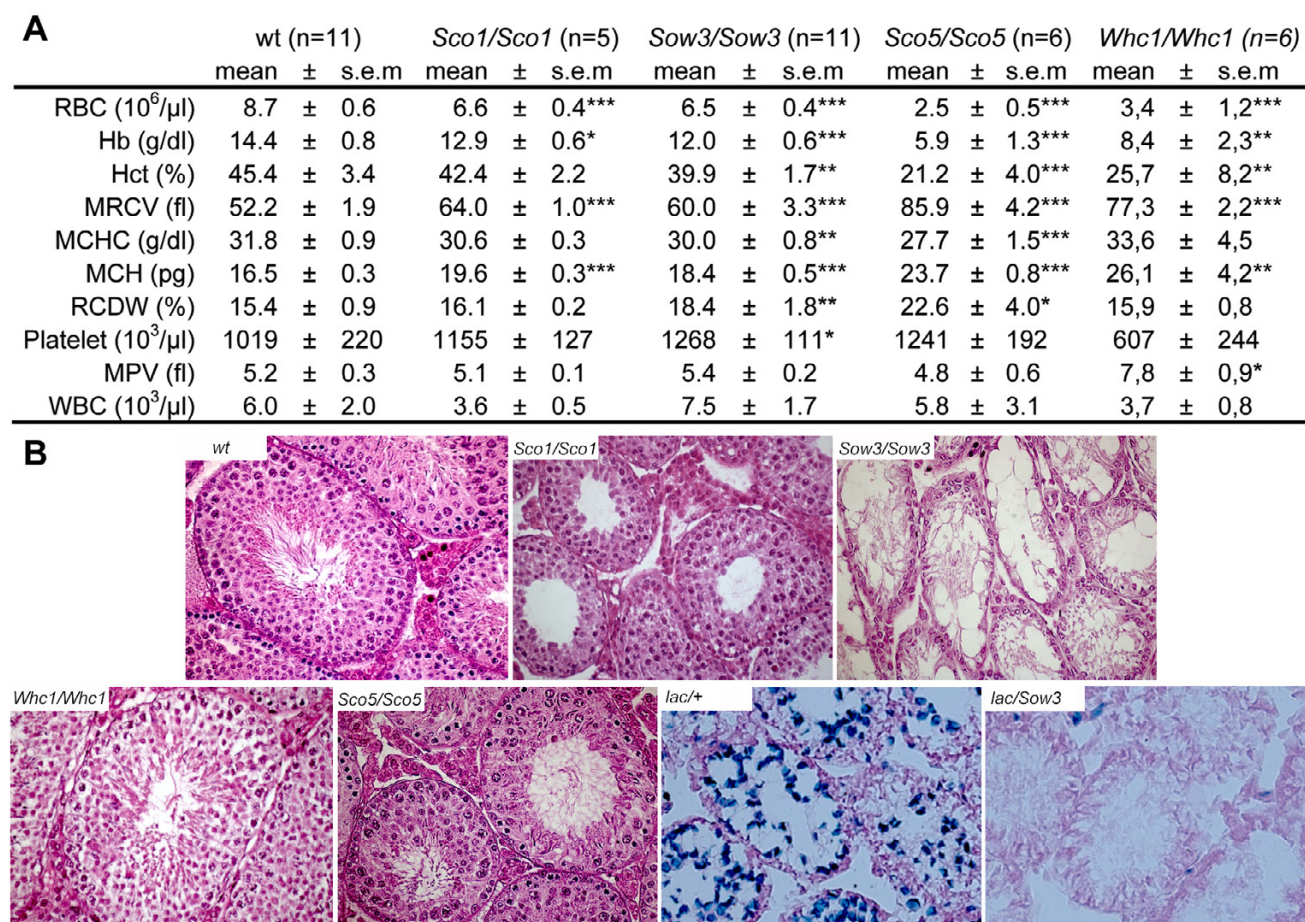 A
wt (n=11) Sco1/Sco1 (n=5) Sow3/Sow3 (n=11) Sco5/Sco5 (n=6) Whc1/Whc1 (n=6)
mean ± s.e.m mean ± s.e.m mean ± s.e.m mean ± s.e.m mean ± s.e.m
RBC (10⁶/µl) 8.7 ± 0.6 6.6 ± 0.4*** 6.5 ± 0.4*** 2.5 ± 0.5*** 3,4 ± 1,2***
Hb (g/dl) 14.4 ± 0.8 12.9 ± 0.6* 12.0 ± 0.6*** 5.9 ± 1.3*** 8,4 ± 2,3**
Hct (%) 45.4 ± 3.4 42.4 ± 2.2 39.9 ± 1.7** 21.2 ± 4.0*** 25,7 ± 8,2**
MRCV (fl) 52.2 ± 1.9 64.0 ± 1.0*** 60.0 ± 3.3*** 85.9 ± 4.2*** 77,3 ± 2,2***
MCHC (g/dl) 31.8 ± 0.9 30.6 ± 0.3 30.0 ± 0.8** 27.7 ± 1.5*** 33,6 ± 4,5
MCH (pg) 16.5 ± 0.3 19.6 ± 0.3*** 18.4 ± 0.5*** 23.7 ± 0.8*** 26,1 ± 4,2**
RCDW (%) 15.4 ± 0.9 16.1 ± 0.2 18.4 ± 1.8** 22.6 ± 4.0* 15,9 ± 0,8
Platelet (10³/µl) 1019 ± 220 1155 ± 127 1268 ± 111* 1241 ± 192 607 ± 244
MPV (fl) 5.2 ± 0.3 5.1 ± 0.1 5.4 ± 0.2 4.8 ± 0.6 7,8 ± 0,9*
WBC (10³/µl) 6.0 ± 2.0 3.6 ± 0.5 7.5 ± 1.7 5.8 ± 3.1 3,7 ± 0,8
B
wt Sco1/Sco1 Sow3/Sow3
Whc1/Whc1 Sco5/Sco5 lac/+ lac/Sow3